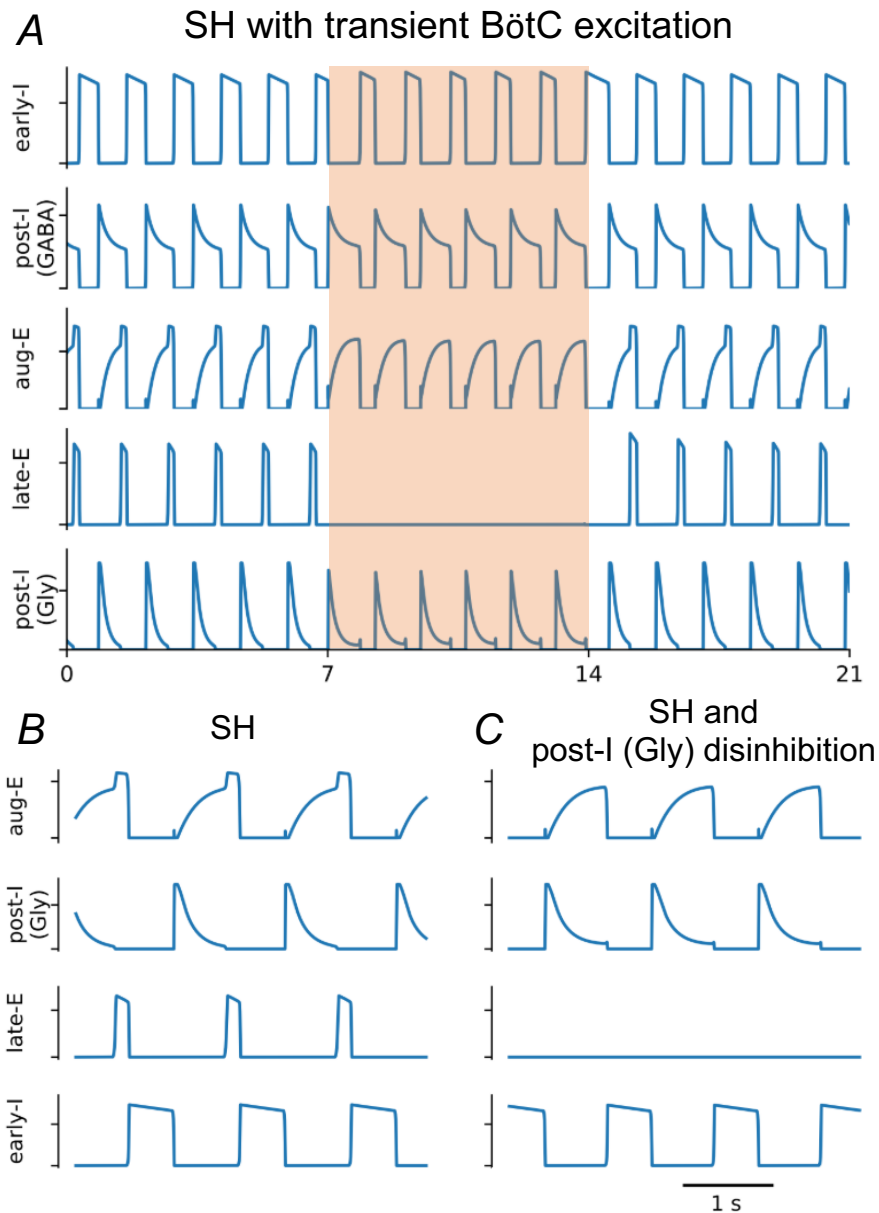 A
SH with transient BötC excitation
early-I
post-I
(GABA)
aug-E
late-E
post-I
(Gly)
0 7 14 21
B
SH
aug-E
post-I
(Gly)
late-E
early-I
C
SH and
post-I (Gly) disinhibition
1 s